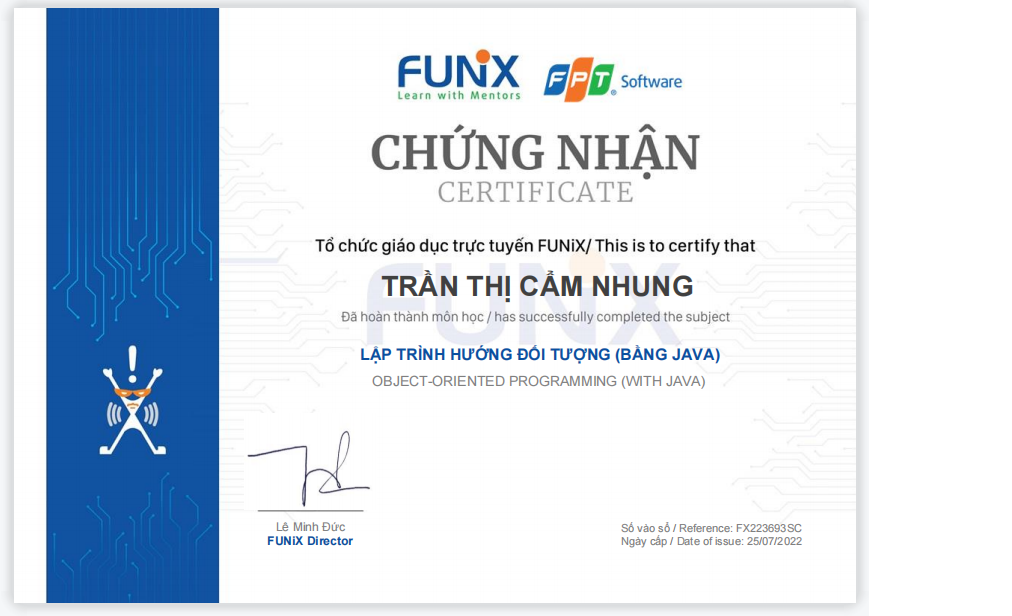 FUNiX
Learn with Mentors
FPT Software
CHỨNG NHẬN
CERTIFICATE
Tổ chức giáo dục trực tuyến FUNiX/ This is to certify that
FUNiX
TRẦN THỊ CẨM NHUNG
Đã hoàn thành môn học / has successfully completed the subject
LẬP TRÌNH HƯỚNG ĐỐI TƯỢNG (BẰNG JAVA)
OBJECT-ORIENTED PROGRAMMING (WITH JAVA)
Lê Minh Đức
FUNiX Director
Số vào sổ / Reference: FX223693SC
Ngày cấp / Date of issue: 25/07/2022